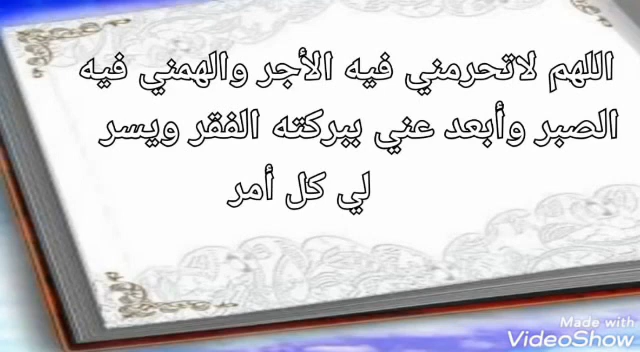 اللهم لاتحرمني فيه الأجر والهمني فيه
الصبر وأبعد عني ببركته الفقر ويسر
لي كل أمر
Made with
VideoShow